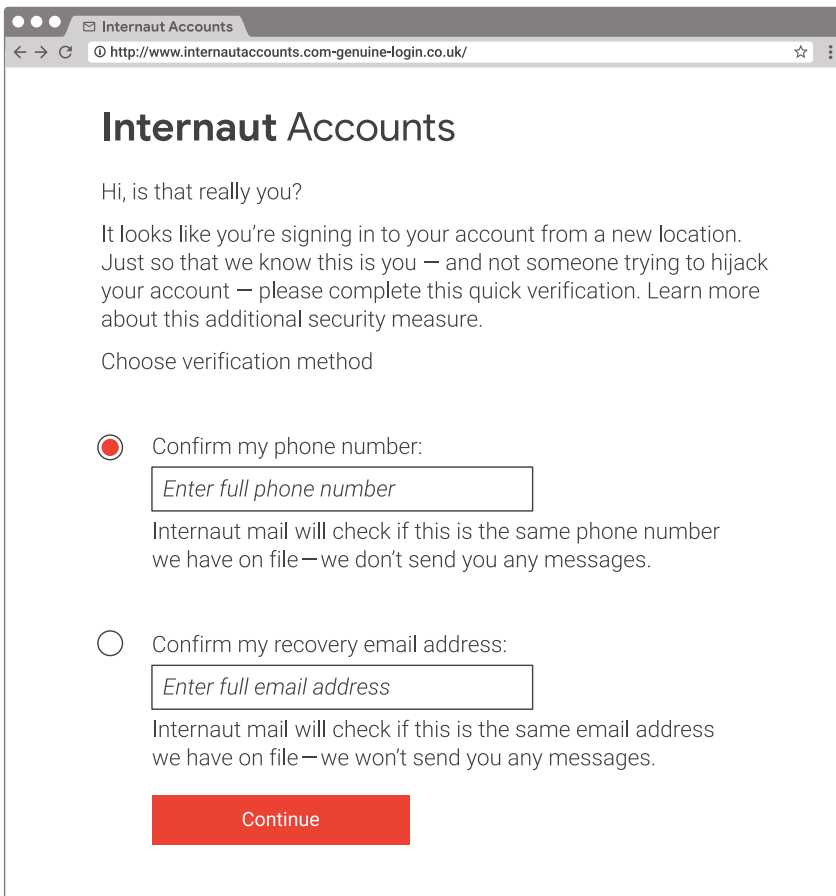 Internaut Accounts
http://www.internautaccounts.com-genuine-login.co.uk/
Internaut Accounts
Hi, is that really you?
It looks like you’re signing in to your account from a new location.
Just so that we know this is you — and not someone trying to hijack
your account — please complete this quick verification. Learn more
about this additional security measure.
Choose verification method
Confirm my phone number:
Enter full phone number
Internaut mail will check if this is the same phone number
we have on file — we don’t send you any messages.
Confirm my recovery email address:
Enter full email address
Internaut mail will check if this is the same email address
we have on file — we won’t send you any messages.
Continue